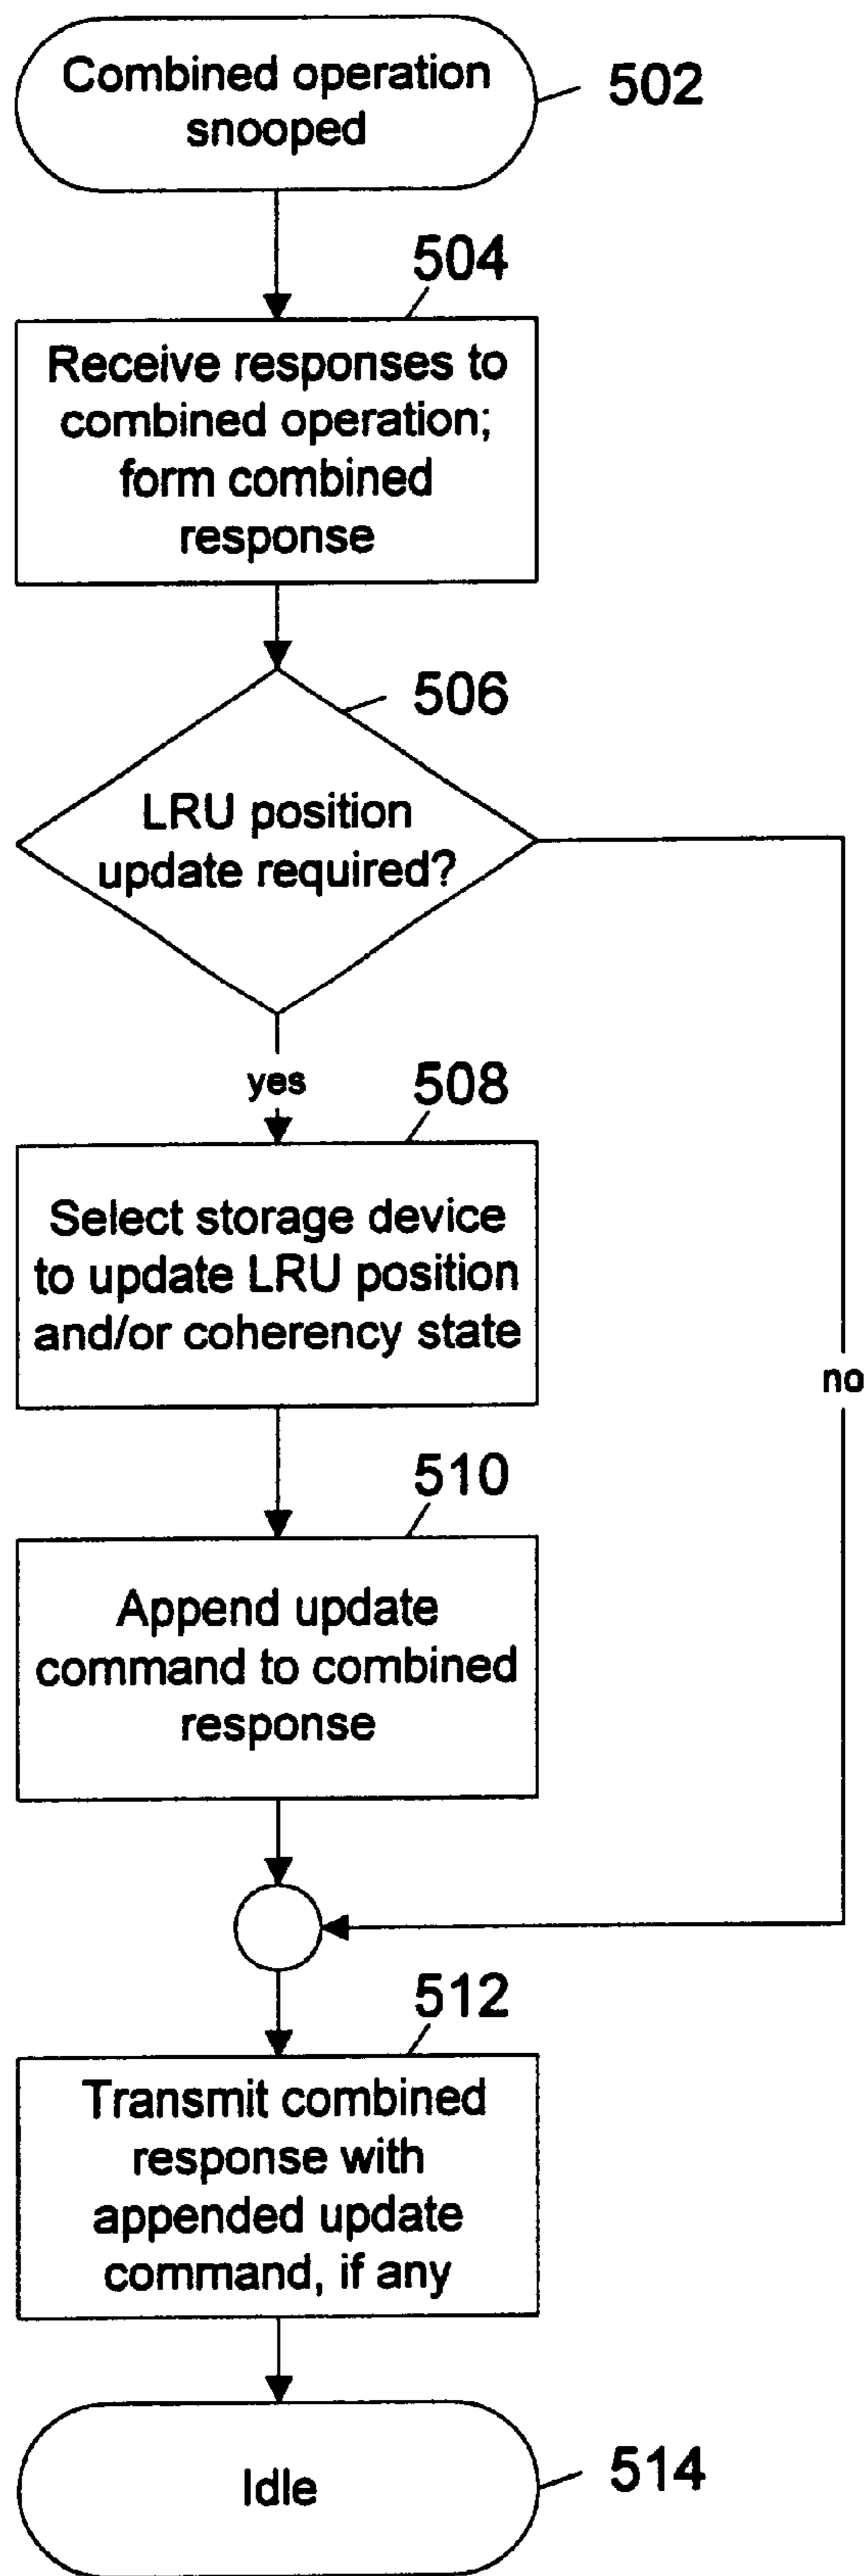 Combined operation
snooped
502
504
Receive responses to
combined operation;
form combined
response
506
LRU position
update required?
yes
no
508
Select storage device
to update LRU position
and/or coherency state
510
Append update
command to combined
response
512
Transmit combined
response with
appended update
command, if any
Idle
514